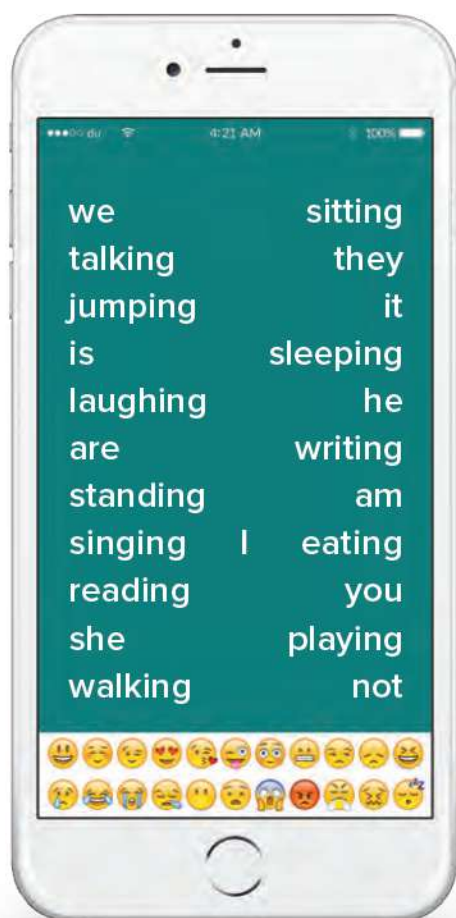 du 4:21 AM 100%
we sitting
talking they
jumping it
is sleeping
laughing he
are writing
standing am
singing I eating
reading you
she playing
walking not